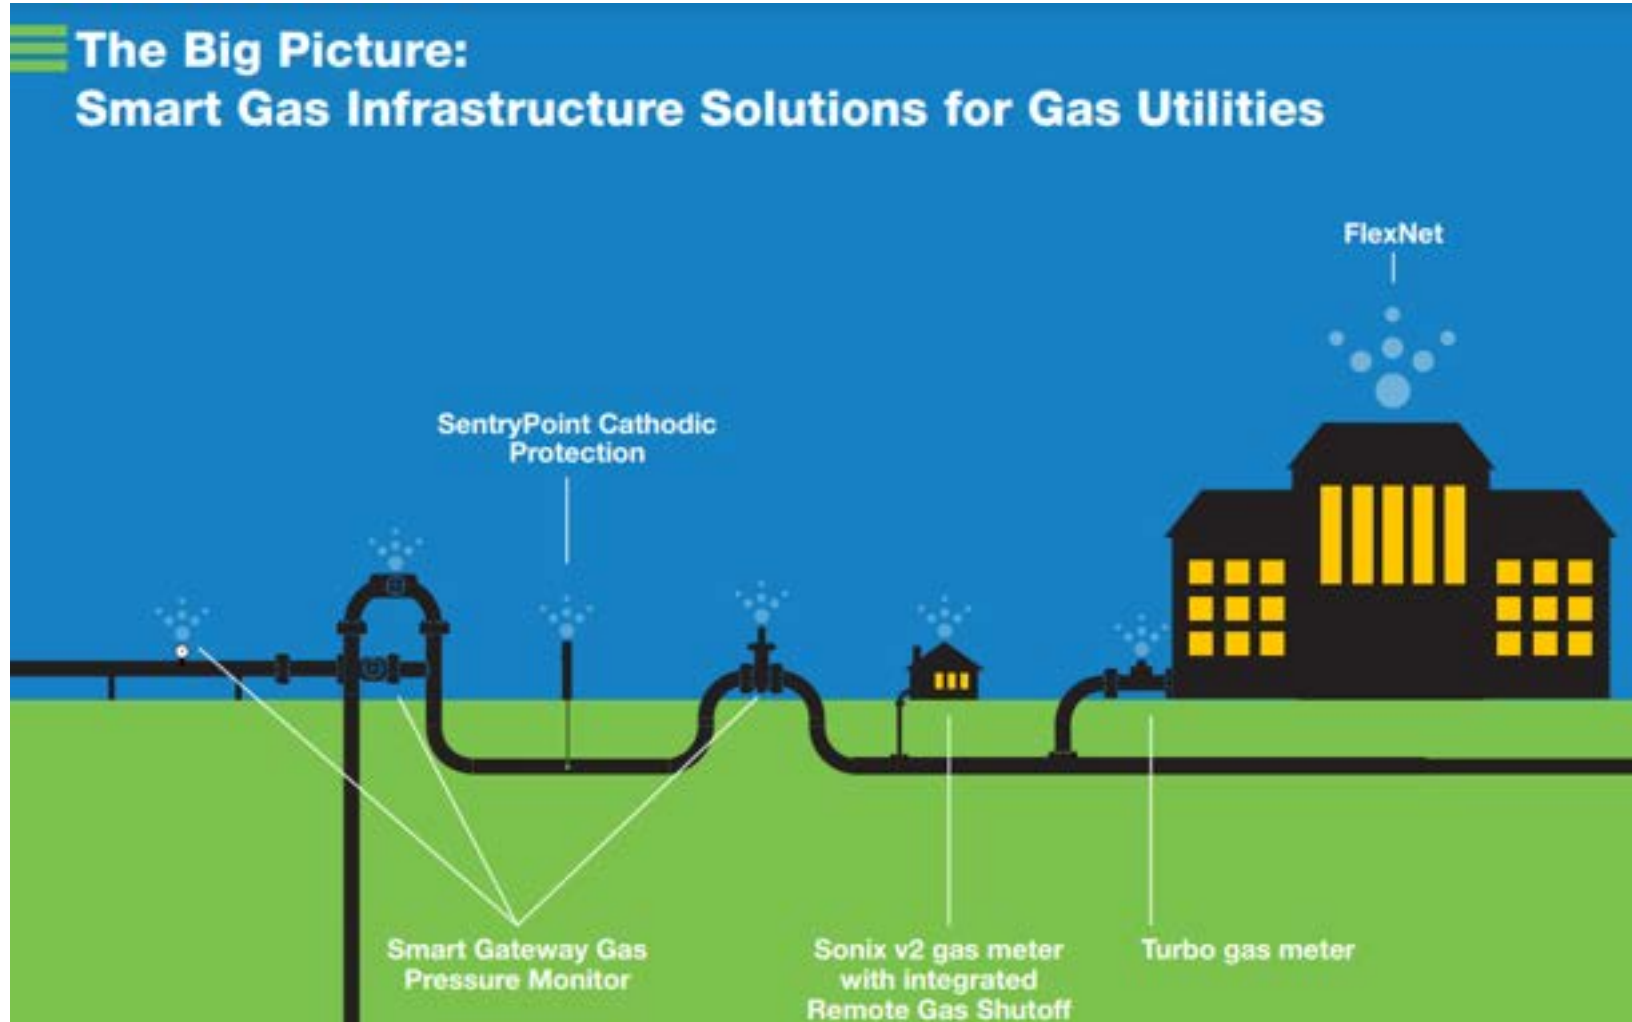 The Big Picture:
Smart Gas Infrastructure Solutions for Gas Utilities
FlexNet
SentryPoint Cathodic
Protection
Smart Gateway Gas
Pressure Monitor
Sonix v2 gas meter
with integrated
Remote Gas Shutoff
Turbo gas meter